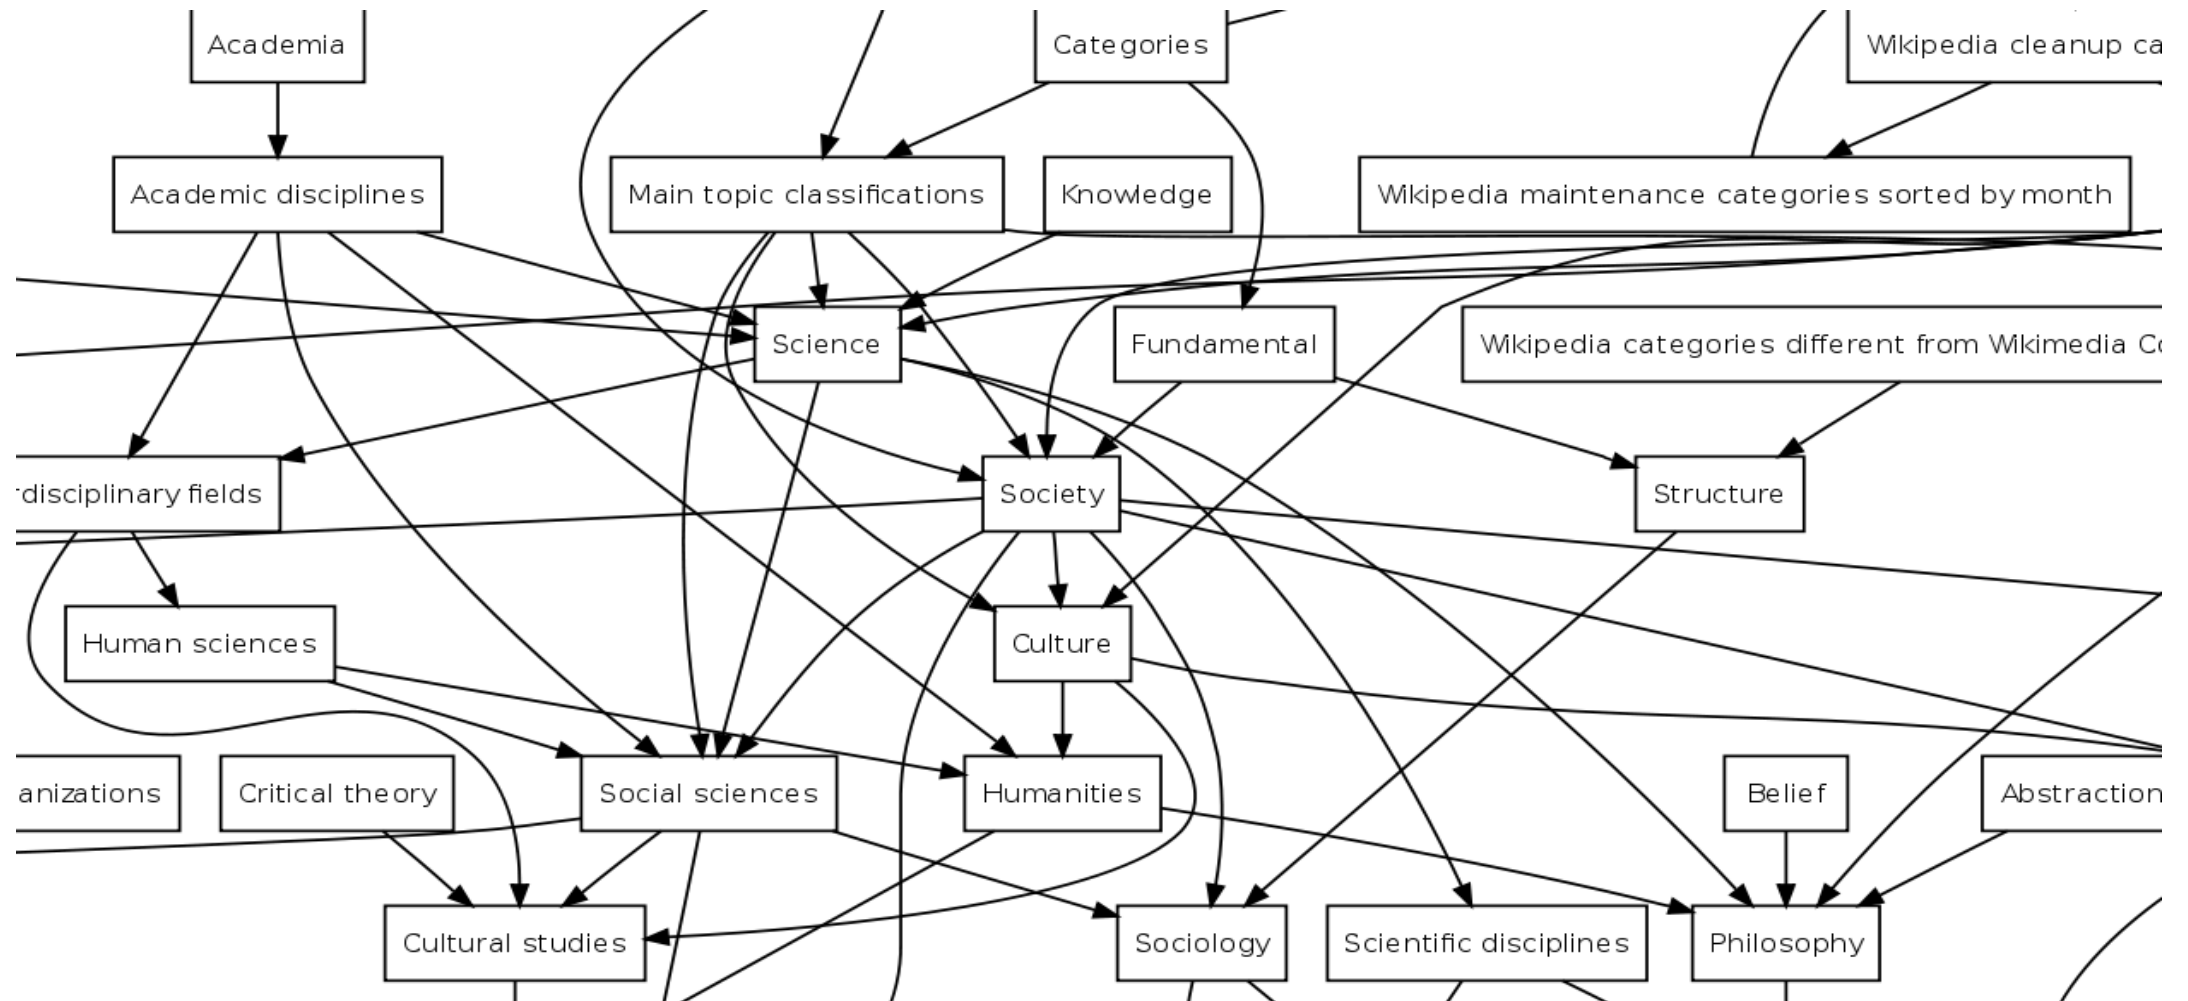 Academia
Categories
Wikipedia cleanup ca
Academic disciplines
Main topic classifications
Knowledge
Wikipedia maintenance categories sorted by month
Science
Fundamental
Wikipedia categories different from Wikimedia Co
rdisciplinary fields
Society
Structure
Human sciences
Culture
anizations
Critical theory
Social sciences
Humanities
Belief
Abstraction
Cultural studies
Sociology
Scientific disciplines
Philosophy